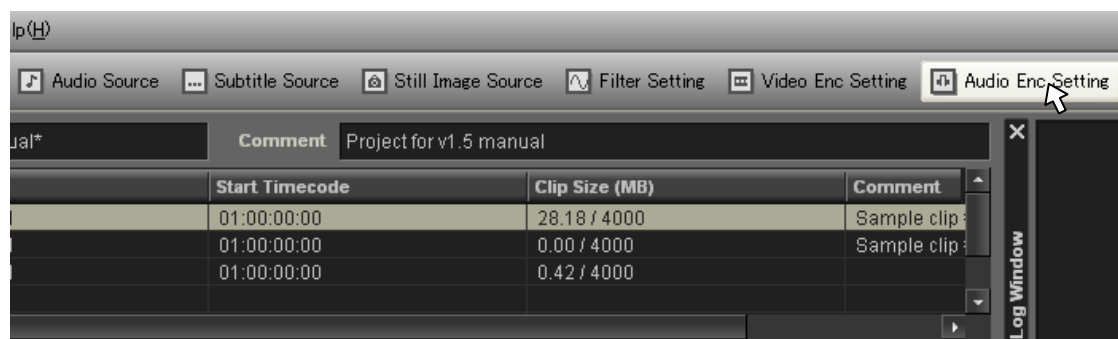 lp(H)
Audio Source Subtitle Source Still Image Source Filter Setting Video Enc Setting Audio Enc Setting
ual* Comment Project for v1.5 manual
Start Timecode Clip Size (MB) Comment
01:00:00:00 28.18 / 4000 Sample clip
01:00:00:00 0.00 / 4000 Sample clip
01:00:00:00 0.42 / 4000
Log Window